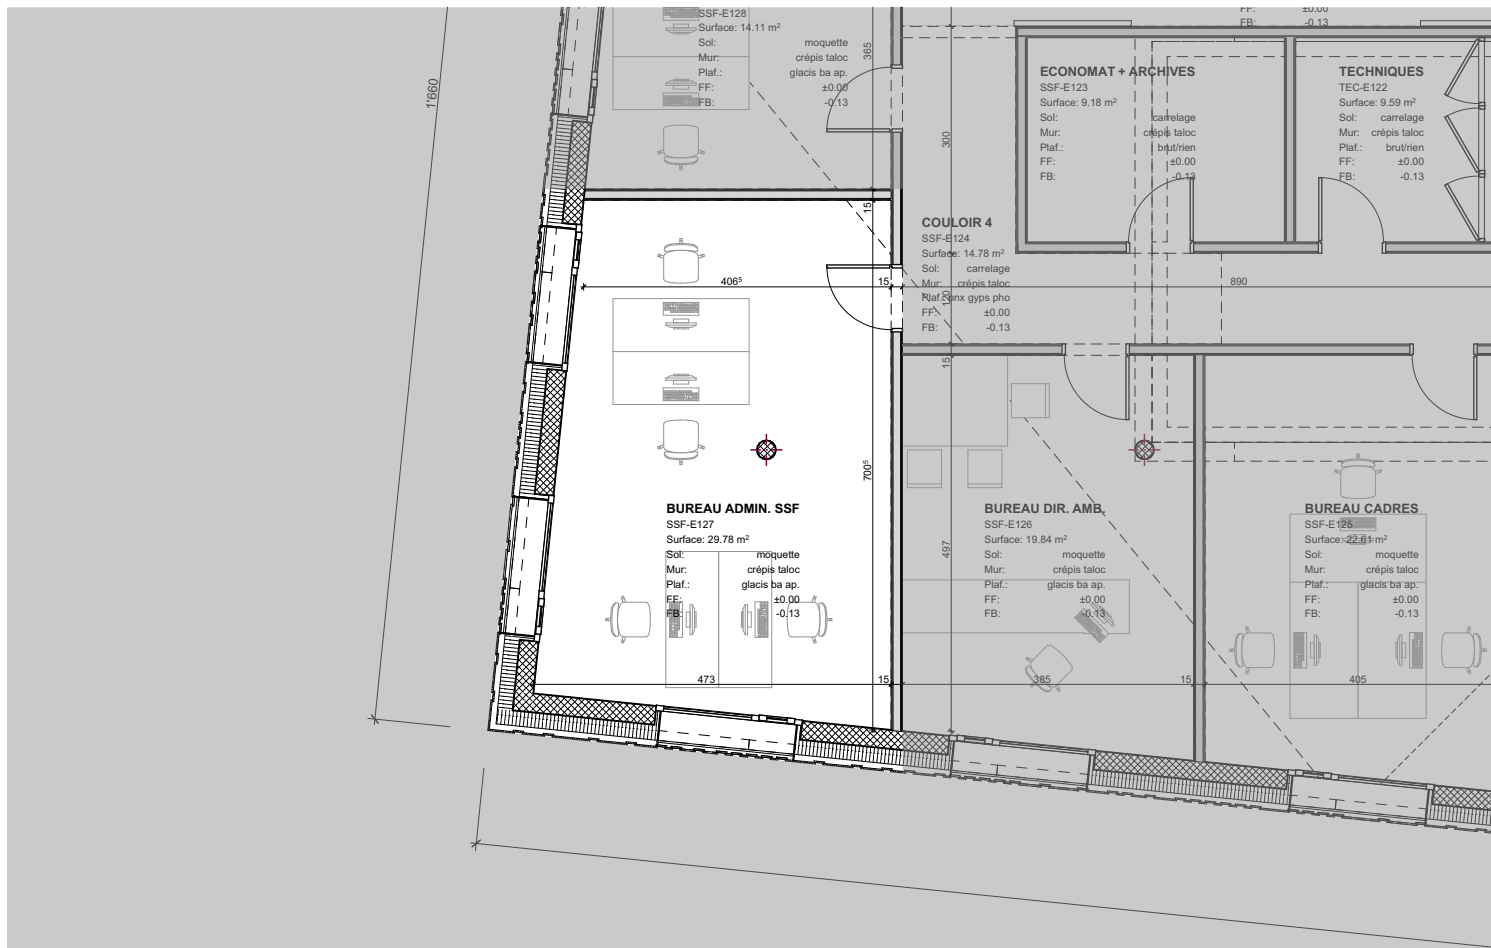 SSF-E128
Surface: 14.11 m²
Sol: moquette
Mur: crépis taloc
Plaf.: glacis ba ap.
FF: ±0.00
FB: -0.13
365
FF: ±0.00
FB: -0.13
1'660
300
ECONOMAT + ARCHIVES
SSF-E123
Surface: 9.18 m²
Sol: carrelage
Mur: crépis taloc
Plaf.: brut/rien
FF: ±0.00
FB: -0.13
TECHNIQUES
TEC-E122
Surface: 9.59 m²
Sol: carrelage
Mur: crépis taloc
Plaf.: brut/rien
FF: ±0.00
FB: -0.13
15
COULOIR 4
SSF-E124
Surface: 14.78 m²
Sol: carrelage
Mur: crépis taloc
Plaf.: pnx gyps pho
FF: ±0.00
FB: -0.13
406⁵
15
890
15
700⁵
497
BUREAU ADMIN. SSF
SSF-E127
Surface: 29.78 m²
Sol: moquette
Mur: crépis taloc
Plaf.: glacis ba ap.
FF: ±0.00
FB: -0.13
BUREAU DIR. AMB.
SSF-E126
Surface: 19.84 m²
Sol: moquette
Mur: crépis taloc
Plaf.: glacis ba ap.
FF: ±0.00
FB: -0.13
BUREAU CADRES
SSF-E125
Surface: 22.61 m²
Sol: moquette
Mur: crépis taloc
Plaf.: glacis ba ap.
FF: ±0.00
FB: -0.13
473
15
385
15
405